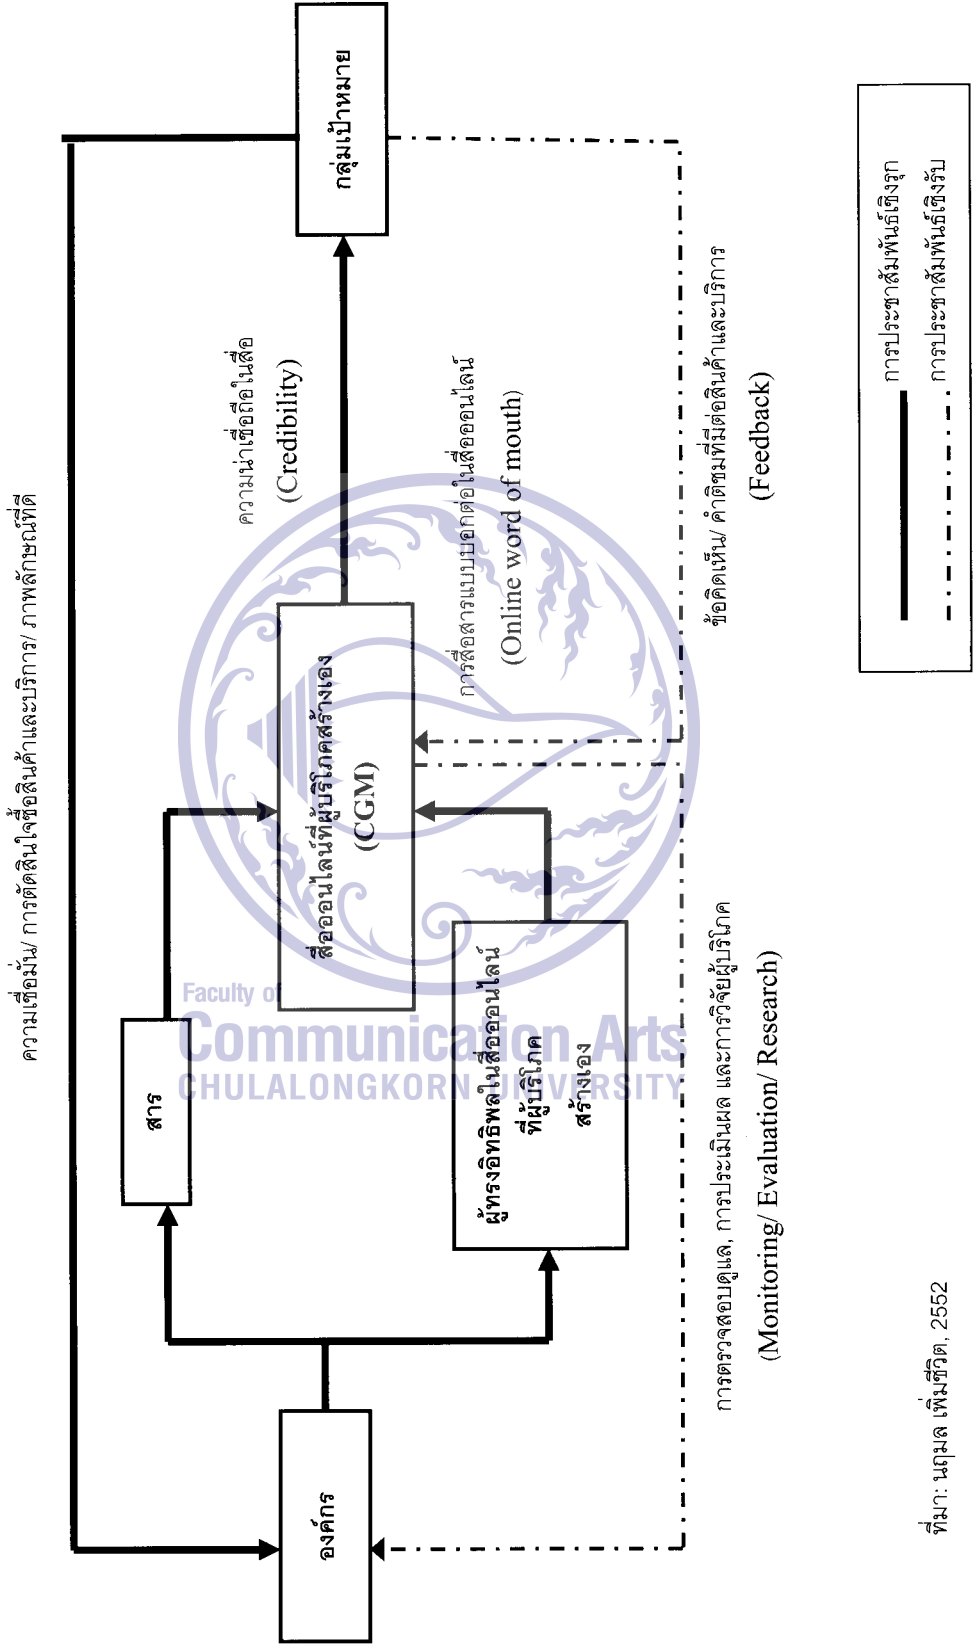 ความเชื่อมั่น/ การตัดสินใจซื้อสินค้าและบริการ/ ภาพลักษณ์ที่ดี
องค์กร
สาร
ผู้ทรงอิทธิพลในสื่อออนไลน์
ที่ผู้บริโภค
สร้างเอง
สื่อออนไลน์ที่ผู้บริโภคสร้างเอง
(CGM)
ความน่าเชื่อถือในสื่อ
(Credibility)
การสื่อสารแบบบอกต่อในสื่อออนไลน์
(Online word of mouth)
กลุ่มเป้าหมาย
การตรวจสอบดูแล, การประเมินผล และการวิจัยผู้บริโภค
(Monitoring/ Evaluation/ Research)
ข้อคิดเห็น/ คำติชมที่มีต่อสินค้าและบริการ
(Feedback)
การประชาสัมพันธ์เชิงรุก
การประชาสัมพันธ์เชิงรับ
ที่มา: นฤมล เพิ่มชีวิต, 2552
Faculty of
Communication Arts
CHULALONGKORN UNIVERSITY